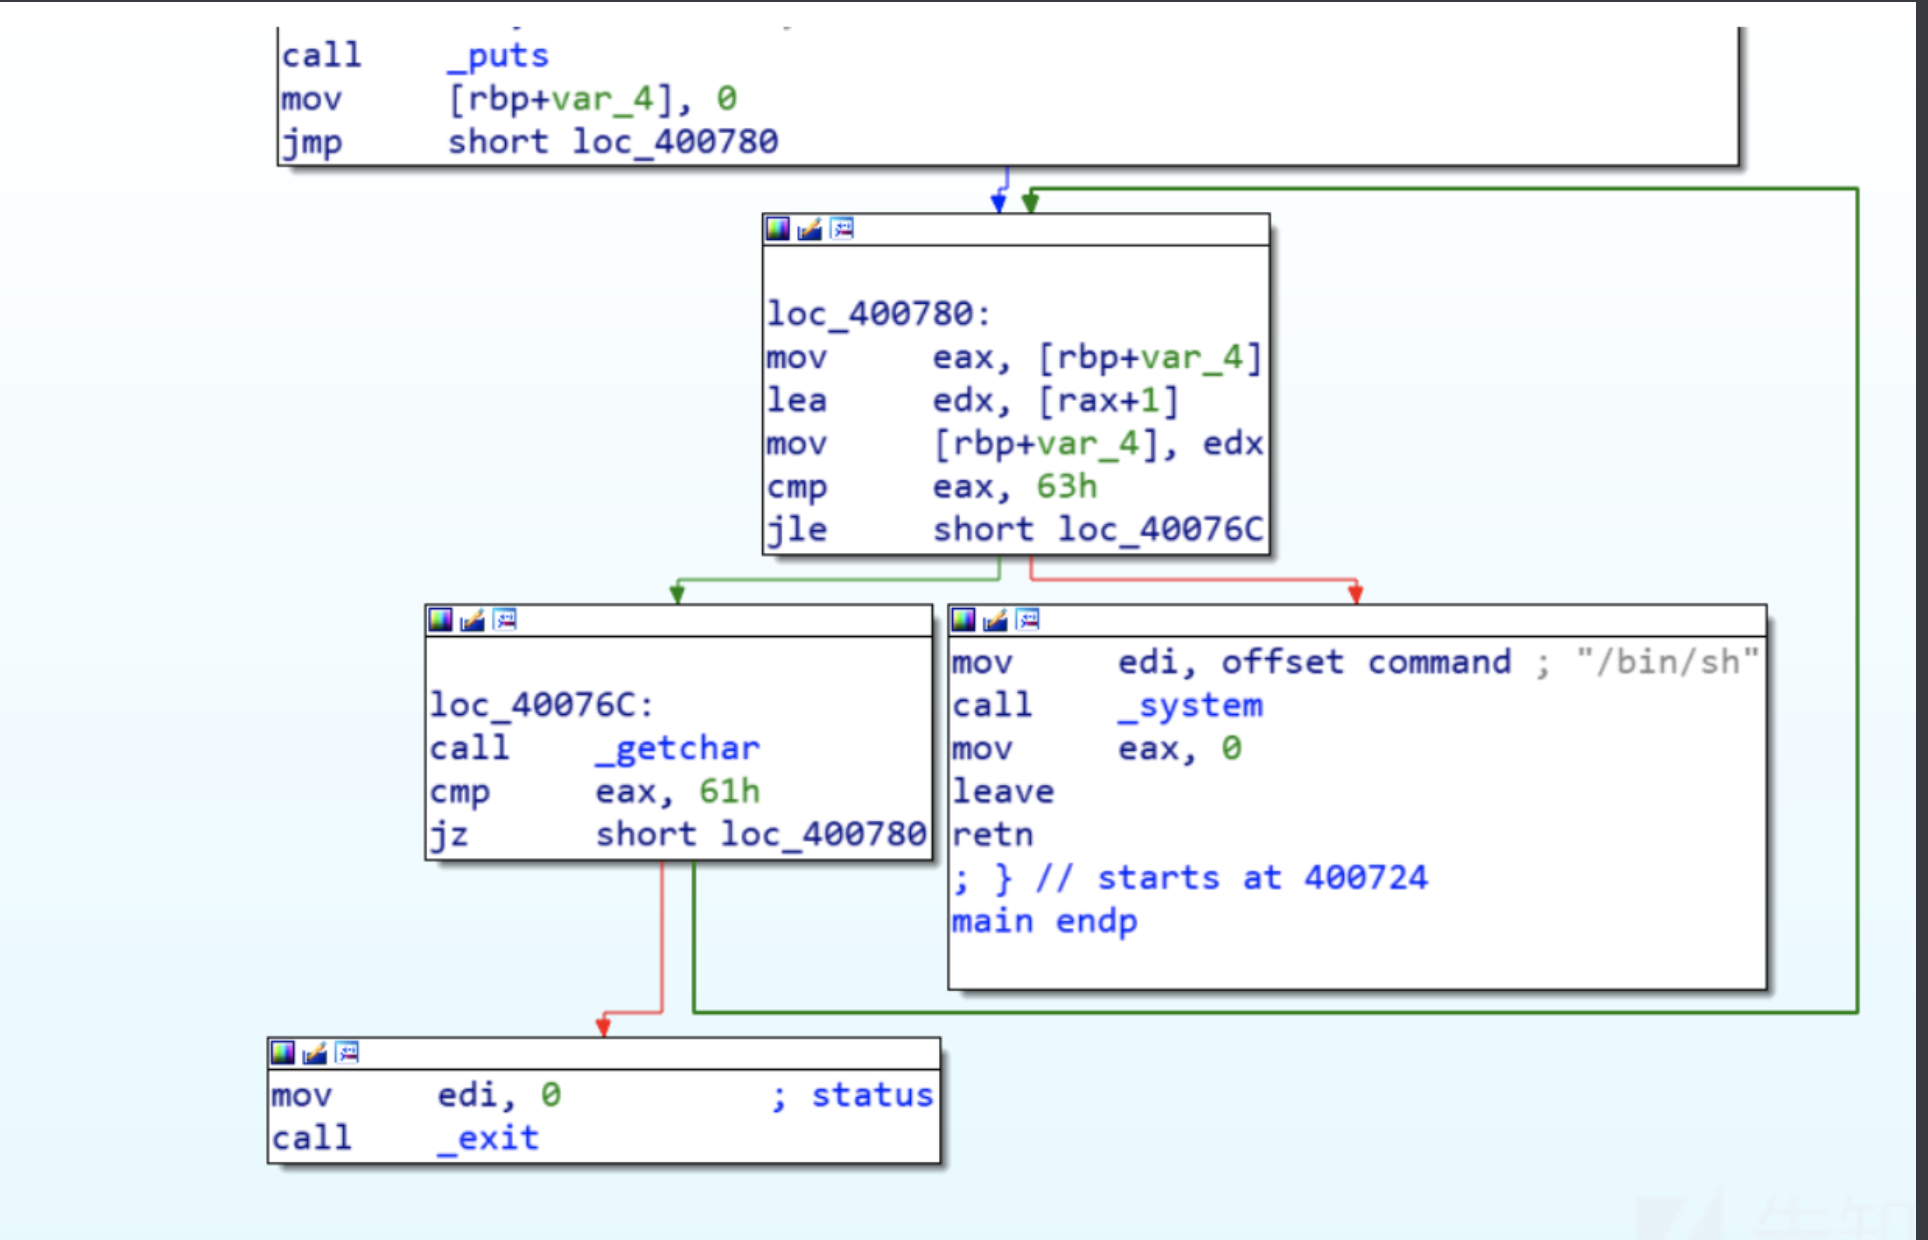 call _puts
mov [rbp+var_4], 0
jmp short loc_400780
loc_400780:
mov eax, [rbp+var_4]
lea edx, [rax+1]
mov [rbp+var_4], edx
cmp eax, 63h
jle short loc_40076C
loc_40076C:
call _getchar
cmp eax, 61h
jz short loc_400780
mov edi, offset command ; "/bin/sh"
call _system
mov eax, 0
leave
retn
; } // starts at 400724
main endp
mov edi, 0 ; status
call _exit